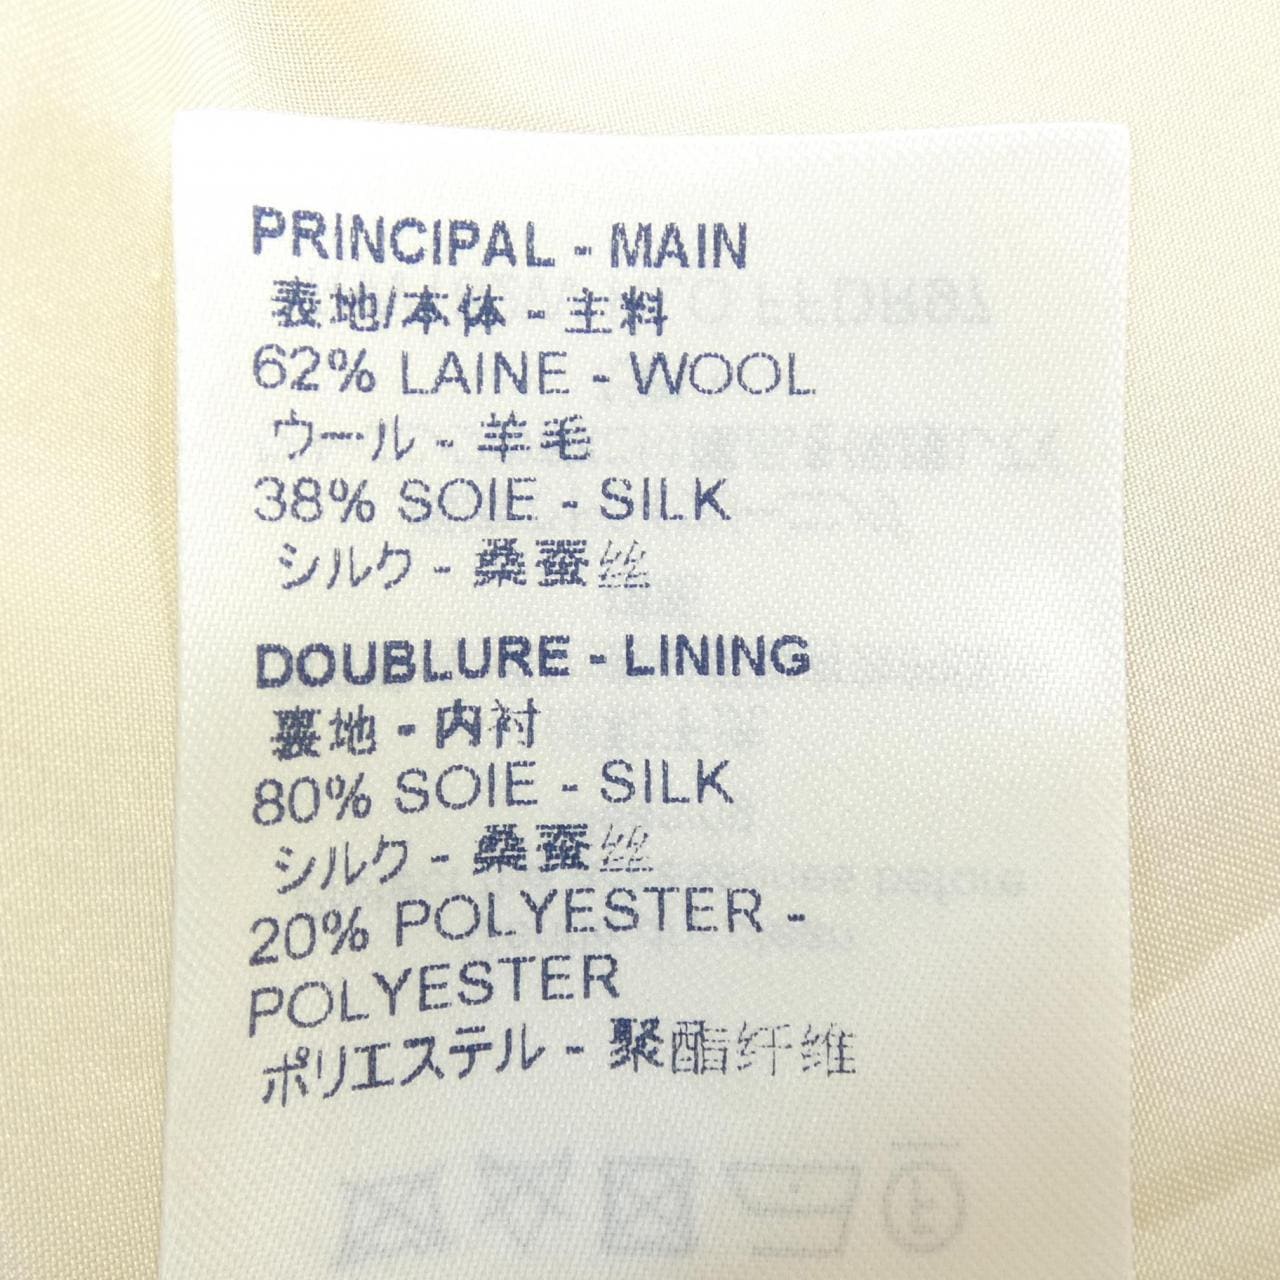 PRINCIPAL - MAIN
表地/本体 - 主料
62% LAINE - WOOL
ウール - 羊毛
38% SOIE - SILK
シルク - 桑蚕丝
DOUBLURE - LINING
裏地 - 内衬
80% SOIE - SILK
シルク - 桑蚕丝
20% POLYESTER -
POLYESTER
ポリエステル - 聚酯纤维